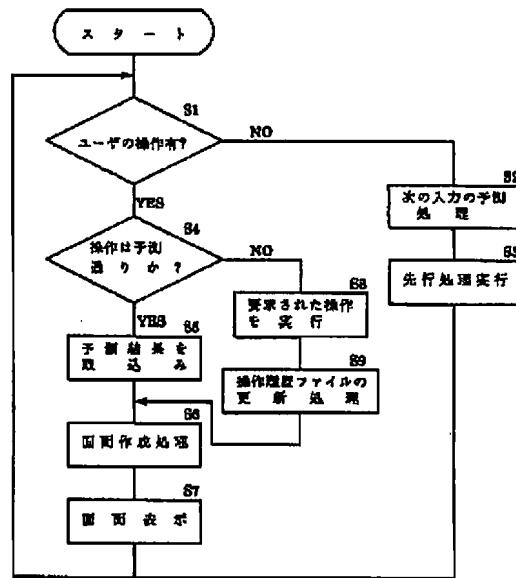 スタート
S1
ユーザの操作有?
NO
S2
次の入力の予測
処理
YES
S4
操作は予測
通りか?
NO
S3
先行処理実行
S8
要求された操作
を実行
YES
S5
予測結果を
取込み
S9
操作履歴ファイルの
更新処理
S6
画面作成処理
S7
画面表示